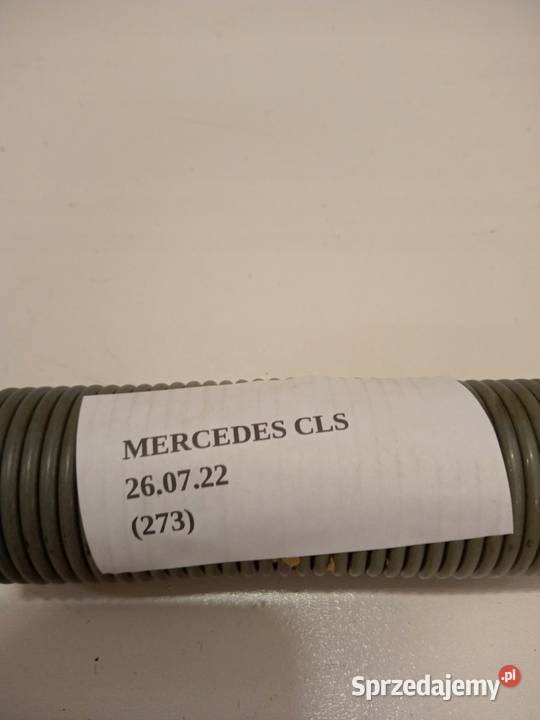 MERCEDES CLS
26.07.22
(273)
Sprzedajemy.pl